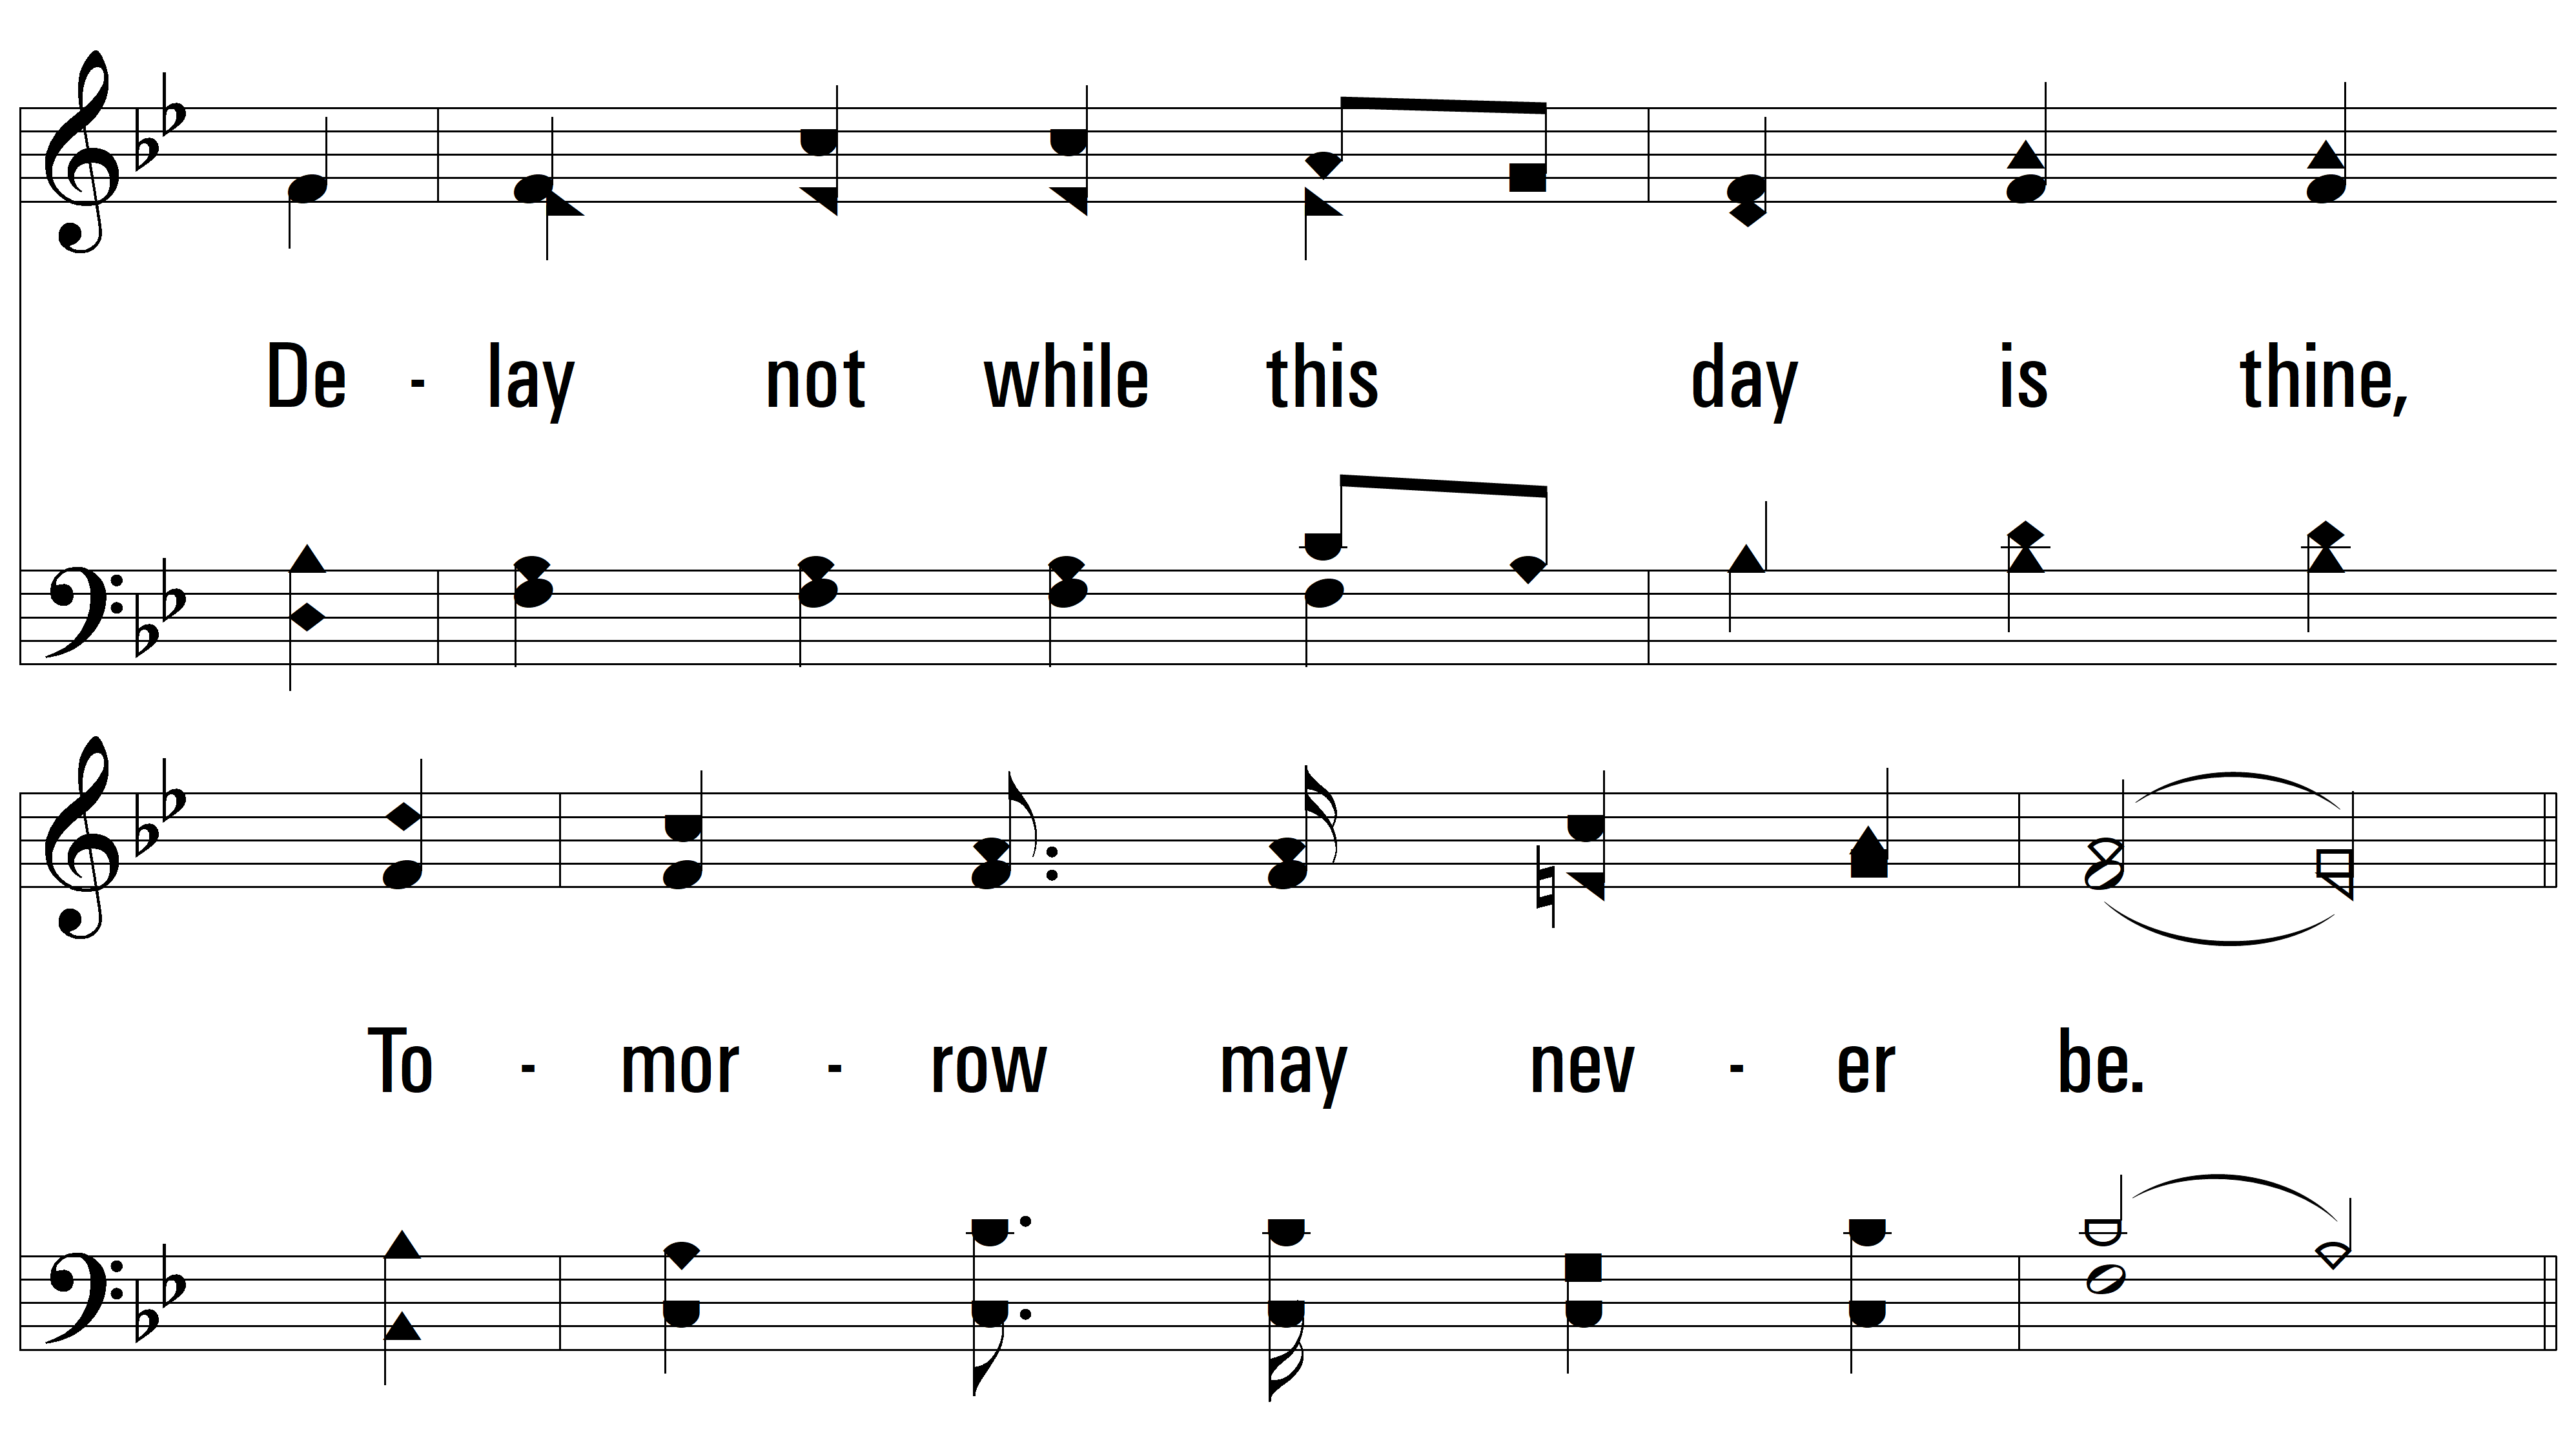 De - lay not while this day is thine,
To - mor - row may nev - er be.